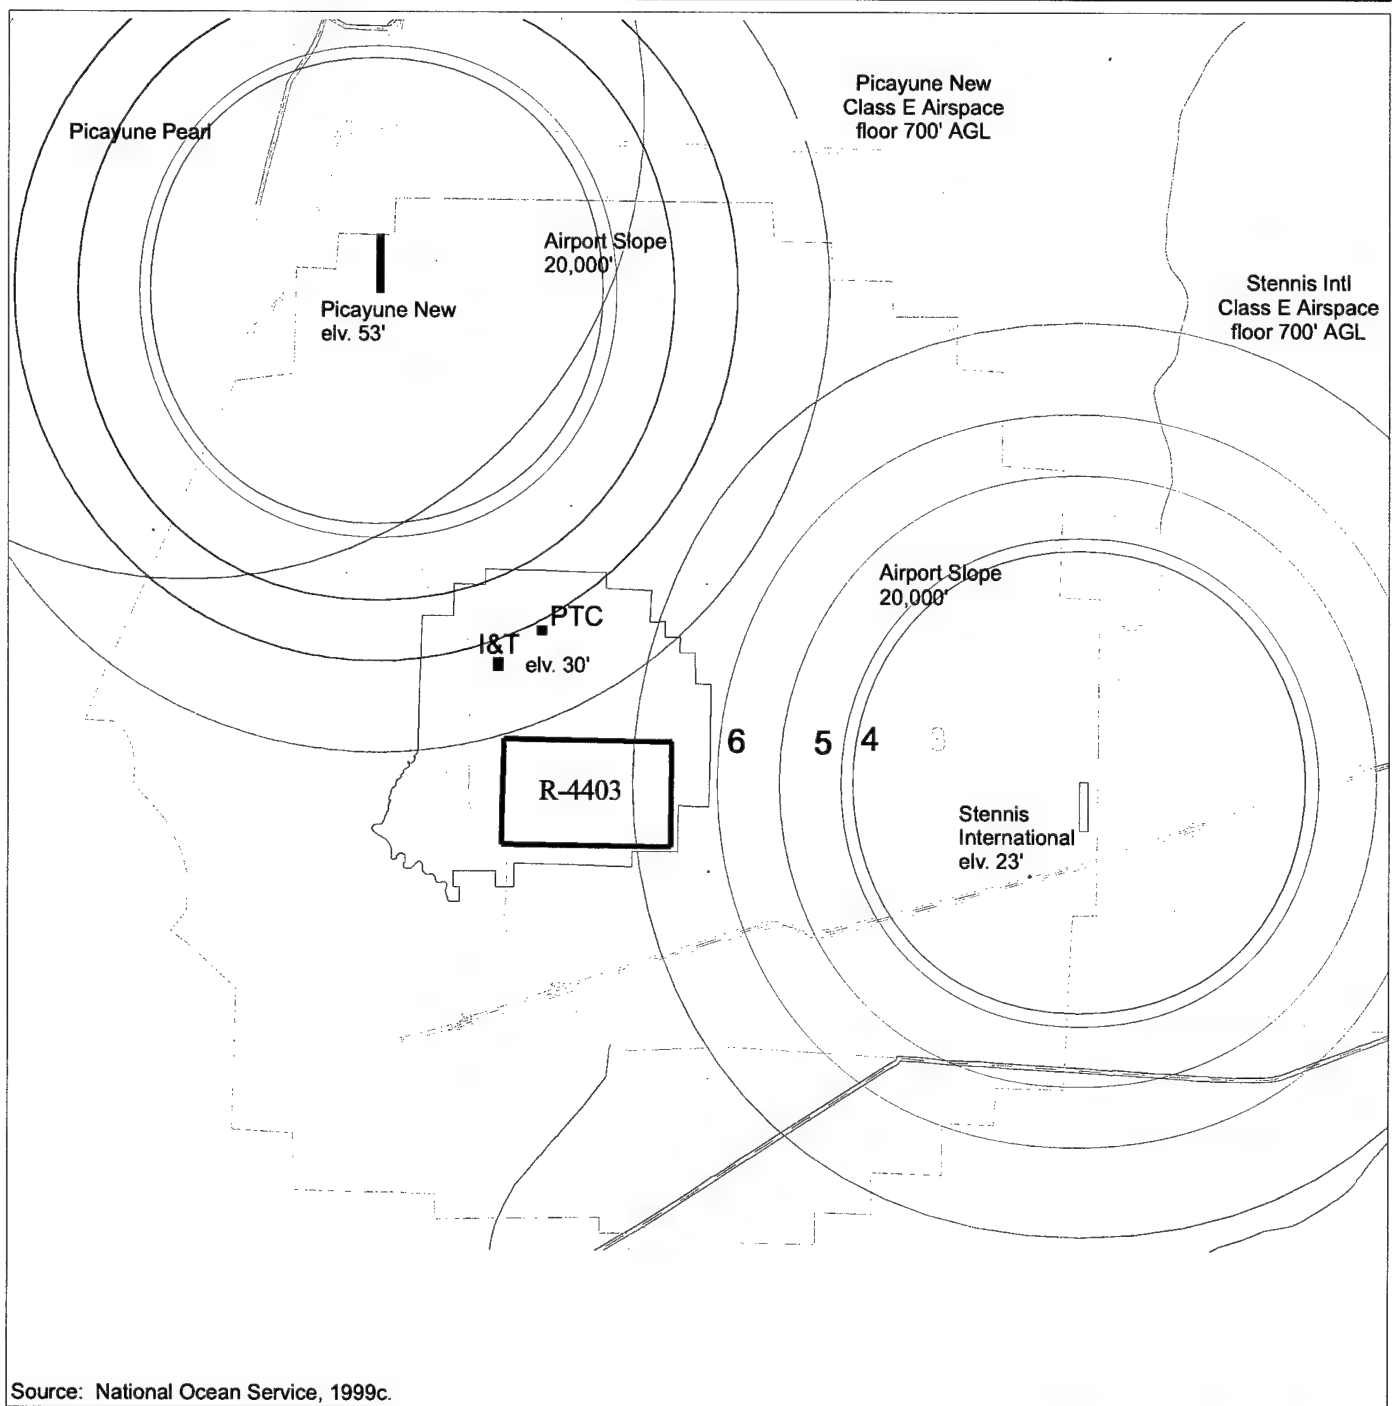 Picayune New
Class E Airspace
floor 700' AGL
Picayune Pearl
Airport Slope
20,000'
Stennis Intl
Class E Airspace
floor 700' AGL
Picayune New
elv. 53'
Airport Slope
20,000'
PTC
I&T
elv. 30'
6
5
4
3
R-4403
Stennis
International
elv. 23'
Source: National Ocean Service, 1999c.